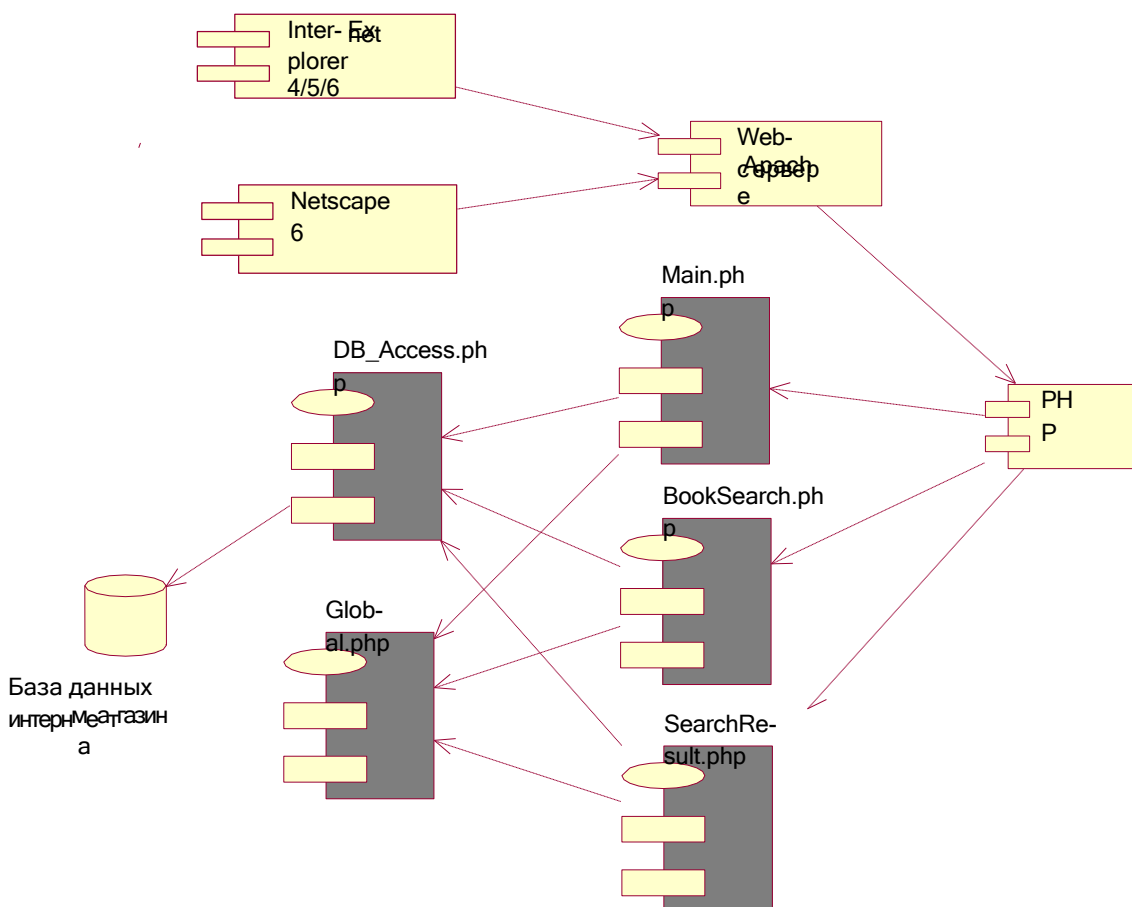 Inter- Ex
net
plorer
4/5/6
Web-
Apach
сервер
e
Netscape
6
Main.ph
p
DB_Access.ph
p
PH
P
BookSearch.ph
p
Glob-
al.php
База данных
интернет-
магазин
а
SearchRe-
sult.php